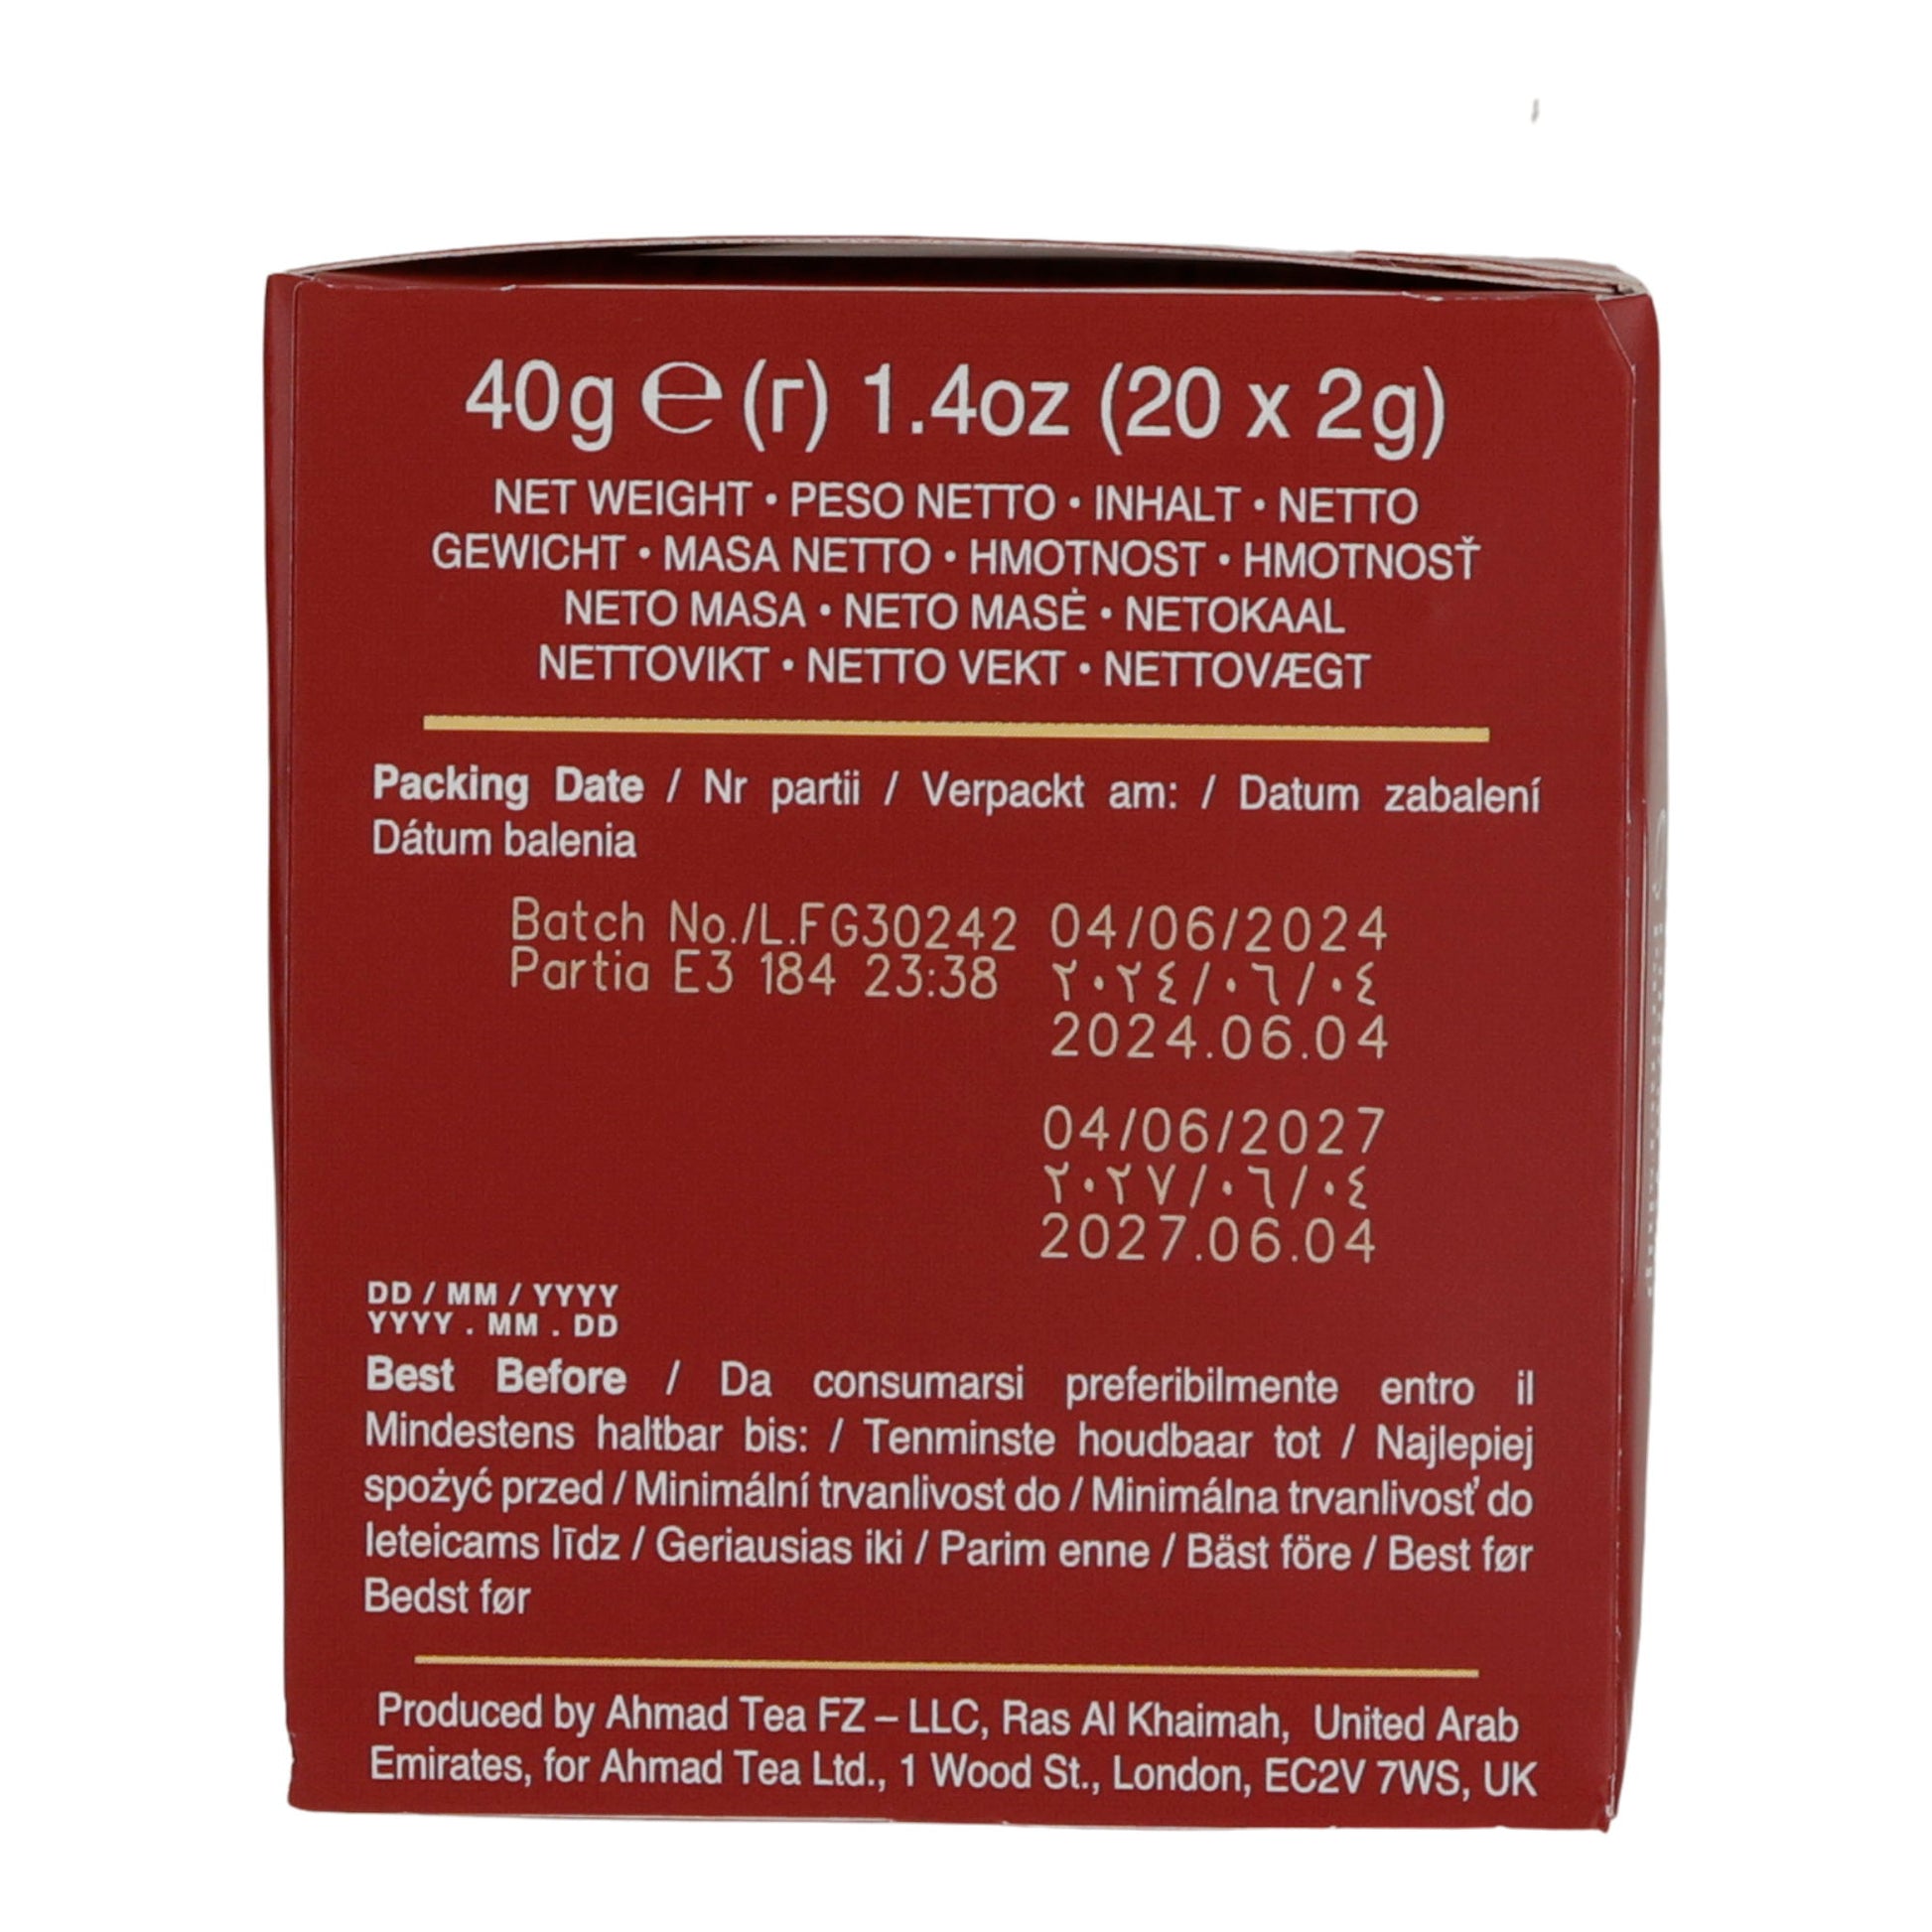 40g ℮ (г) 1.4oz (20 x 2g)
NET WEIGHT • PESO NETTO • INHALT • NETTO
GEWICHT • MASA NETTO • HMOTNOST • HMOTNOSŤ
NETO MASA • NETO MASĖ • NETOKAAL
NETTOVIKT • NETTO VEKT • NETTOVÆGT
Packing Date / Nr partii / Verpackt am: / Datum zabalení
Dátum balenia
Batch No./L.FG30242 04/06/2024
Partia E3 184 23:38 ٢٠٢٤/٠٦/٠٤
2024.06.04
04/06/2027
٢٠٢٧/٠٦/٠٤
2027.06.04
DD / MM / YYYY
YYYY . MM . DD
Best Before / Da consumarsi preferibilmente entro il
Mindestens haltbar bis: / Tenminste houdbaar tot / Najlepiej
spożyć przed / Minimální trvanlivost do / Minimálna trvanlivosť do
leteicams līdz / Geriausias iki / Parim enne / Bäst före / Best før
Bedst før
Produced by Ahmad Tea FZ – LLC, Ras Al Khaimah, United Arab
Emirates, for Ahmad Tea Ltd., 1 Wood St., London, EC2V 7WS, UK